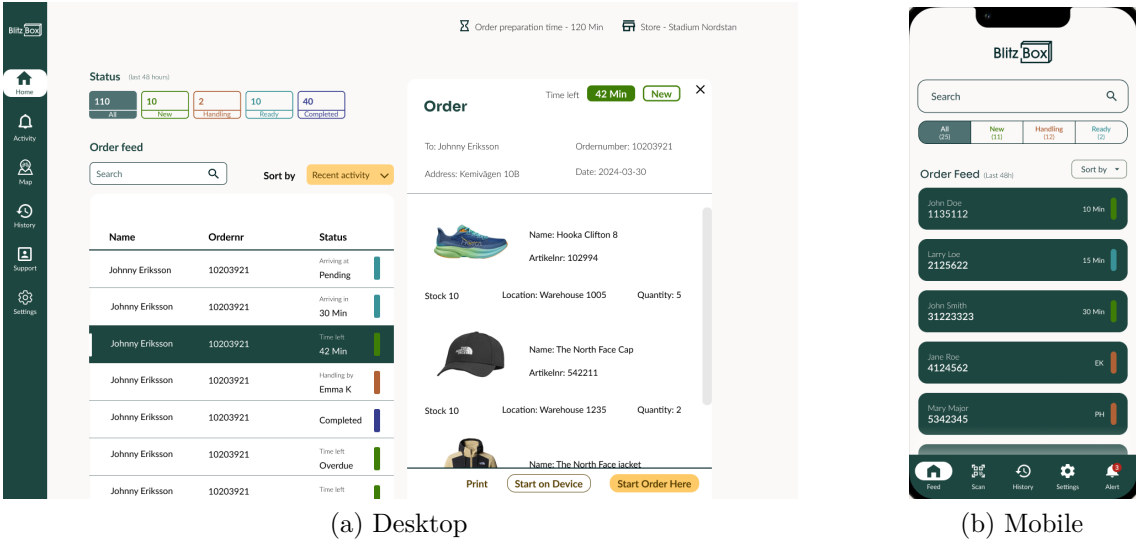 Blitz Box
Order preparation time - 120 Min
Store - Stadium Nordstan
Home
Activity
Map
History
Support
Settings
Status (last 48 hours)
110 All
10 New
2 Handling
10 Ready
40 Completed
Order feed
Search
Sort by Recent activity
Name Ordernr Status
Johnny Eriksson 10203921 Arriving at Pending
Johnny Eriksson 10203921 Arriving in 30 Min
Johnny Eriksson 10203921 Time left 42 Min
Johnny Eriksson 10203921 Handling by Emma K
Johnny Eriksson 10203921 Completed
Johnny Eriksson 10203921 Time left Overdue
Johnny Eriksson 10203921 Time left
Order
Time left 42 Min New
To: Johnny Eriksson Ordernumber: 10203921
Address: Kemivägen 10B Date: 2024-03-30
Name: Hooka Clifton 8
Artikelnr: 102994
Stock 10 Location: Warehouse 1005 Quantity: 5
THE NORTH FACE
Name: The North Face Cap
Artikelnr: 542211
Stock 10 Location: Warehouse 1235 Quantity: 2
Name: The North Face jacket
Print Start on Device Start Order Here
(a) Desktop
Blitz Box
Search
All (25)
New (11)
Handling (12)
Ready (2)
Order Feed (Last 48h) Sort by
John Doe
1135112 10 Min
Larry Loe
2125622 15 Min
John Smith
31223323 30 Min
Jane Roe
4124562 EK
Mary Major
5342345 PH
3
Feed Scan History Settings Alert
(b) Mobile